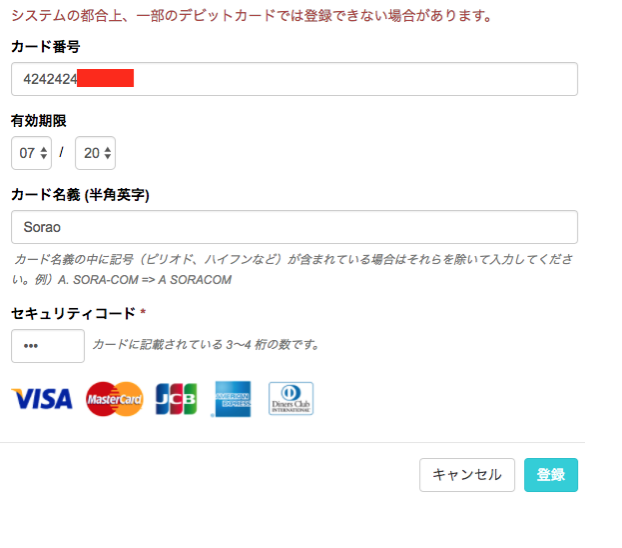 システムの都合上、一部のデビットカードでは登録できない場合があります。
カード番号
4242424
有効期限
07 / 20
カード名義 (半角英字)
Sorao
カード名義の中に記号（ピリオド、ハイフンなど）が含まれている場合はそれらを除いて入力してくださ
い。例）A. SORA-COM => A SORACOM
セキュリティコード *
••• カードに記載されている 3〜4 桁の数です。
VISA MasterCard JCB AMERICAN EXPRESS Diners Club INTERNATIONAL
キャンセル 登録